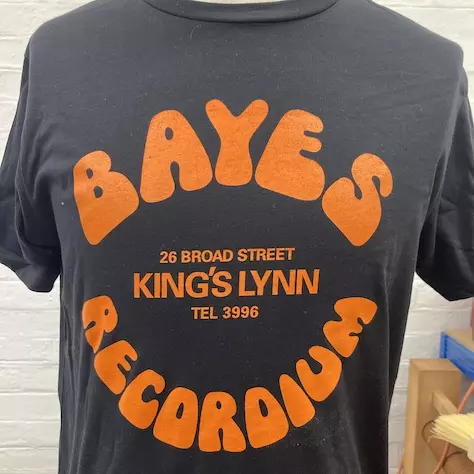 BAYES
26 BROAD STREET
KING'S LYNN
TEL 3996
RECORDIUM